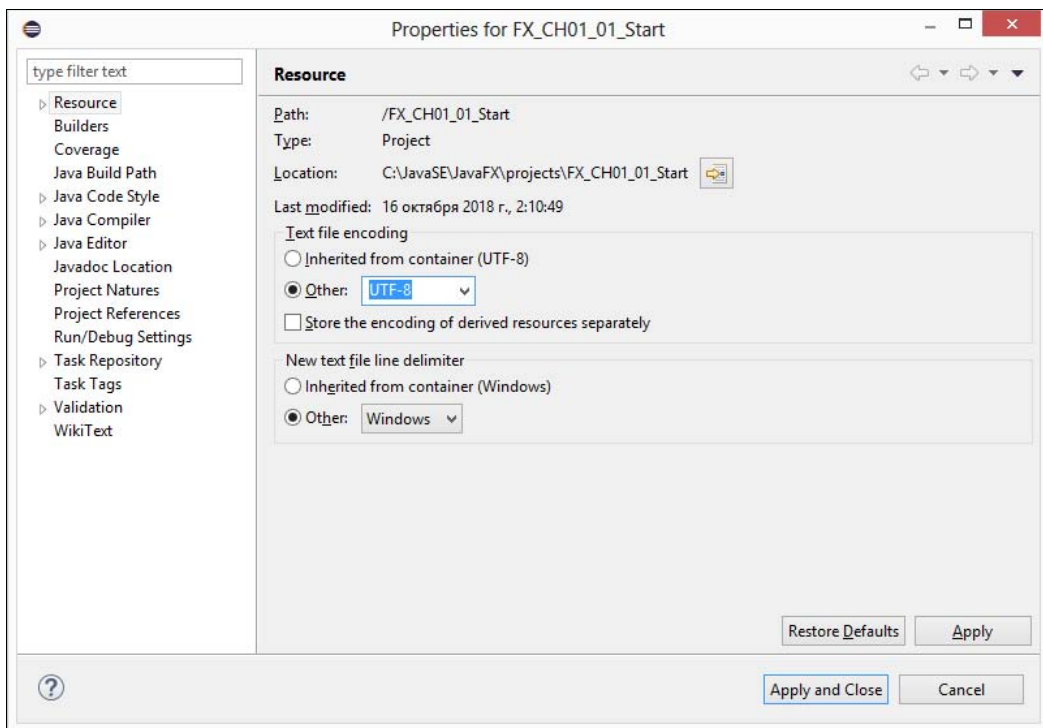 Properties for FX_CH01_01_Start
type filter text
Resource
Builders
Coverage
Java Build Path
Java Code Style
Java Compiler
Java Editor
Javadoc Location
Project Natures
Project References
Run/Debug Settings
Task Repository
Task Tags
Validation
WikiText
Resource
Path: /FX_CH01_01_Start
Type: Project
Location: C:\JavaSE\JavaFX\projects\FX_CH01_01_Start
Last modified: 16 октября 2018 г., 2:10:49
Text file encoding
Inherited from container (UTF-8)
Other: UTF-8
Store the encoding of derived resources separately
New text file line delimiter
Inherited from container (Windows)
Other: Windows
Restore Defaults Apply
Apply and Close Cancel